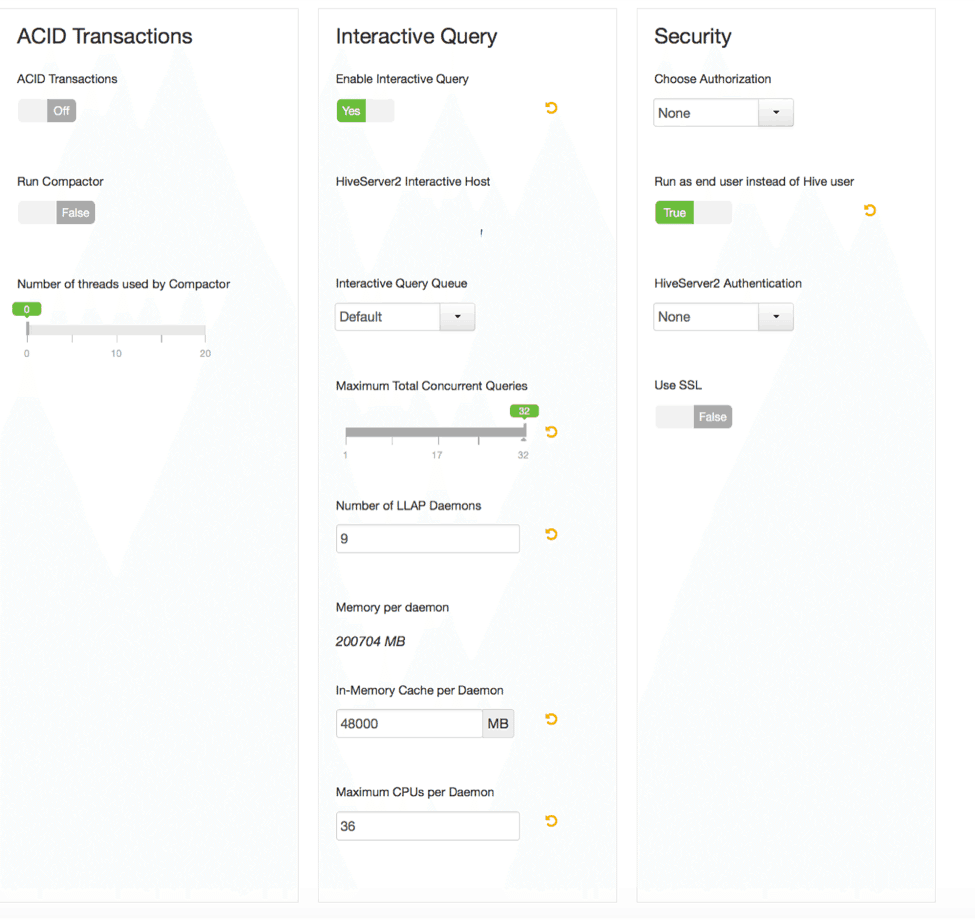 ACID Transactions
ACID Transactions
Off
Run Compactor
False
Number of threads used by Compactor
0
0 10 20
Interactive Query
Enable Interactive Query
Yes
HiveServer2 Interactive Host
Interactive Query Queue
Default
Maximum Total Concurrent Queries
32
1 17 32
Number of LLAP Daemons
9
Memory per daemon
200704 MB
In-Memory Cache per Daemon
48000 MB
Maximum CPUs per Daemon
36
Security
Choose Authorization
None
Run as end user instead of Hive user
True
HiveServer2 Authentication
None
Use SSL
False